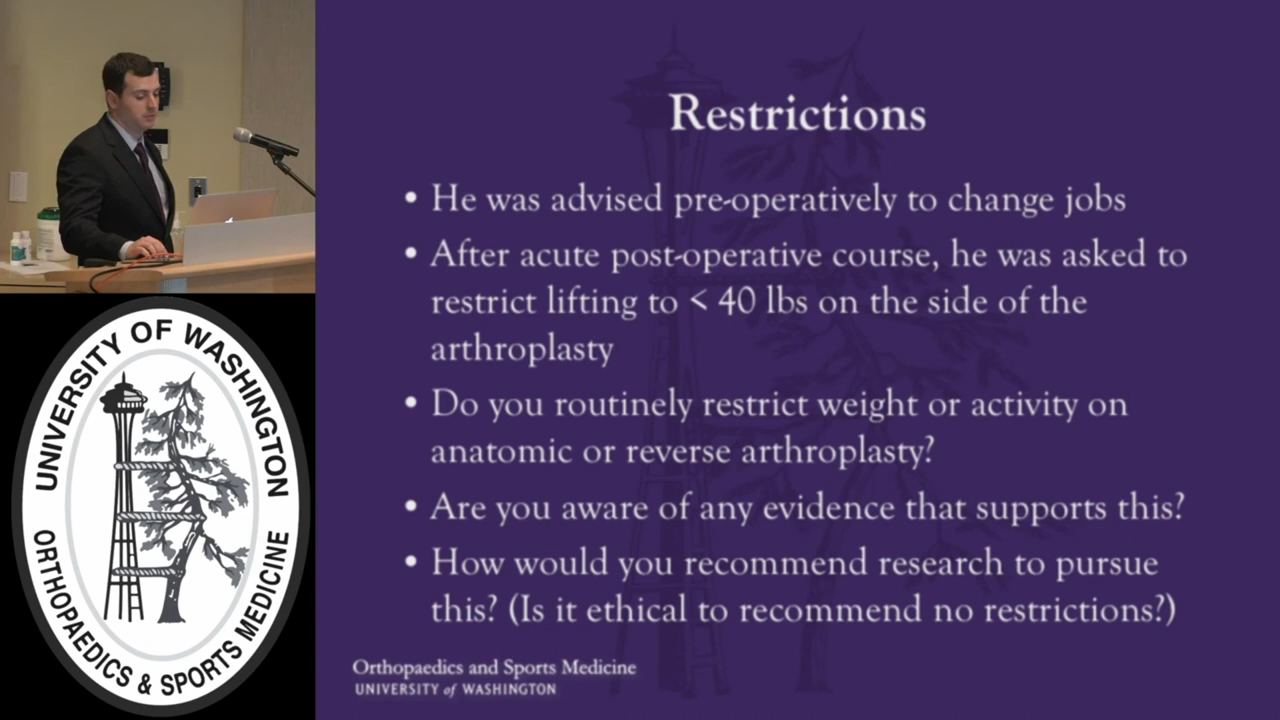 Restrictions
• He was advised pre-operatively to change jobs
• After acute post-operative course, he was asked to
restrict lifting to < 40 lbs on the side of the
arthroplasty
• Do you routinely restrict weight or activity on
anatomic or reverse arthroplasty?
• Are you aware of any evidence that supports this?
• How would you recommend research to pursue
this? (Is it ethical to recommend no restrictions?)
Orthopaedics and Sports Medicine
UNIVERSITY of WASHINGTON
UNIVERSITY OF WASHINGTON
ORTHOPAEDICS & SPORTS MEDICINE